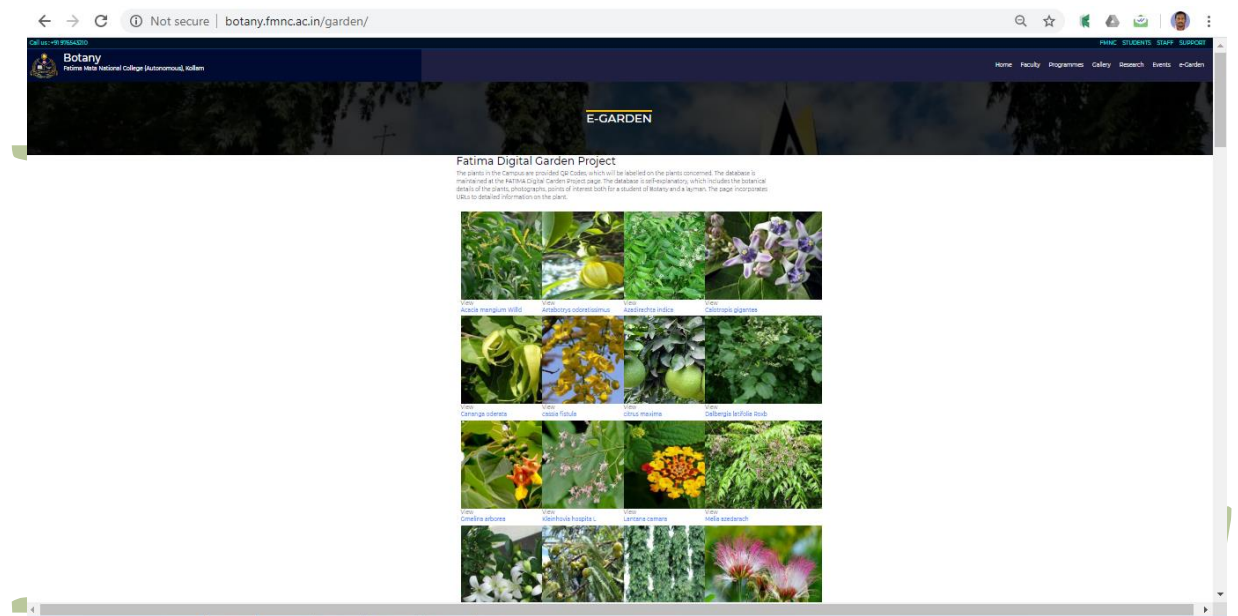 Not secure | botany.fmnc.ac.in/garden/
Call us: +91 9766543210
FMNC STUDENTS STAFF SUPPORT
Botany
Fatima Mata National College (Autonomous), Kollam
Home Faculty Programmes Gallery Research Events e-Garden
E-GARDEN
Fatima Digital Garden Project
The plants in the Campus are provided QR Codes, which will be labelled on the plants concerned. The database is
maintained at the FATIMA Digital Garden Project page. The database is self-explanatory, which includes the botanical
details of the plants, photographs, points of interest both for a student of Botany and a layman. The page incorporates
URLs to detailed information on the plant.
View View View View
Acacia mangium Willd Artabotrys odoratissimus Azadirachta indica Calotropis gigantea
View View View View
Cananga odorata cassia fistula citrus maxima Dalbergia latifolia Roxb
View View View View
Gmelina arborea Kleinhovia hospita L Lantana camara Melia azedarach